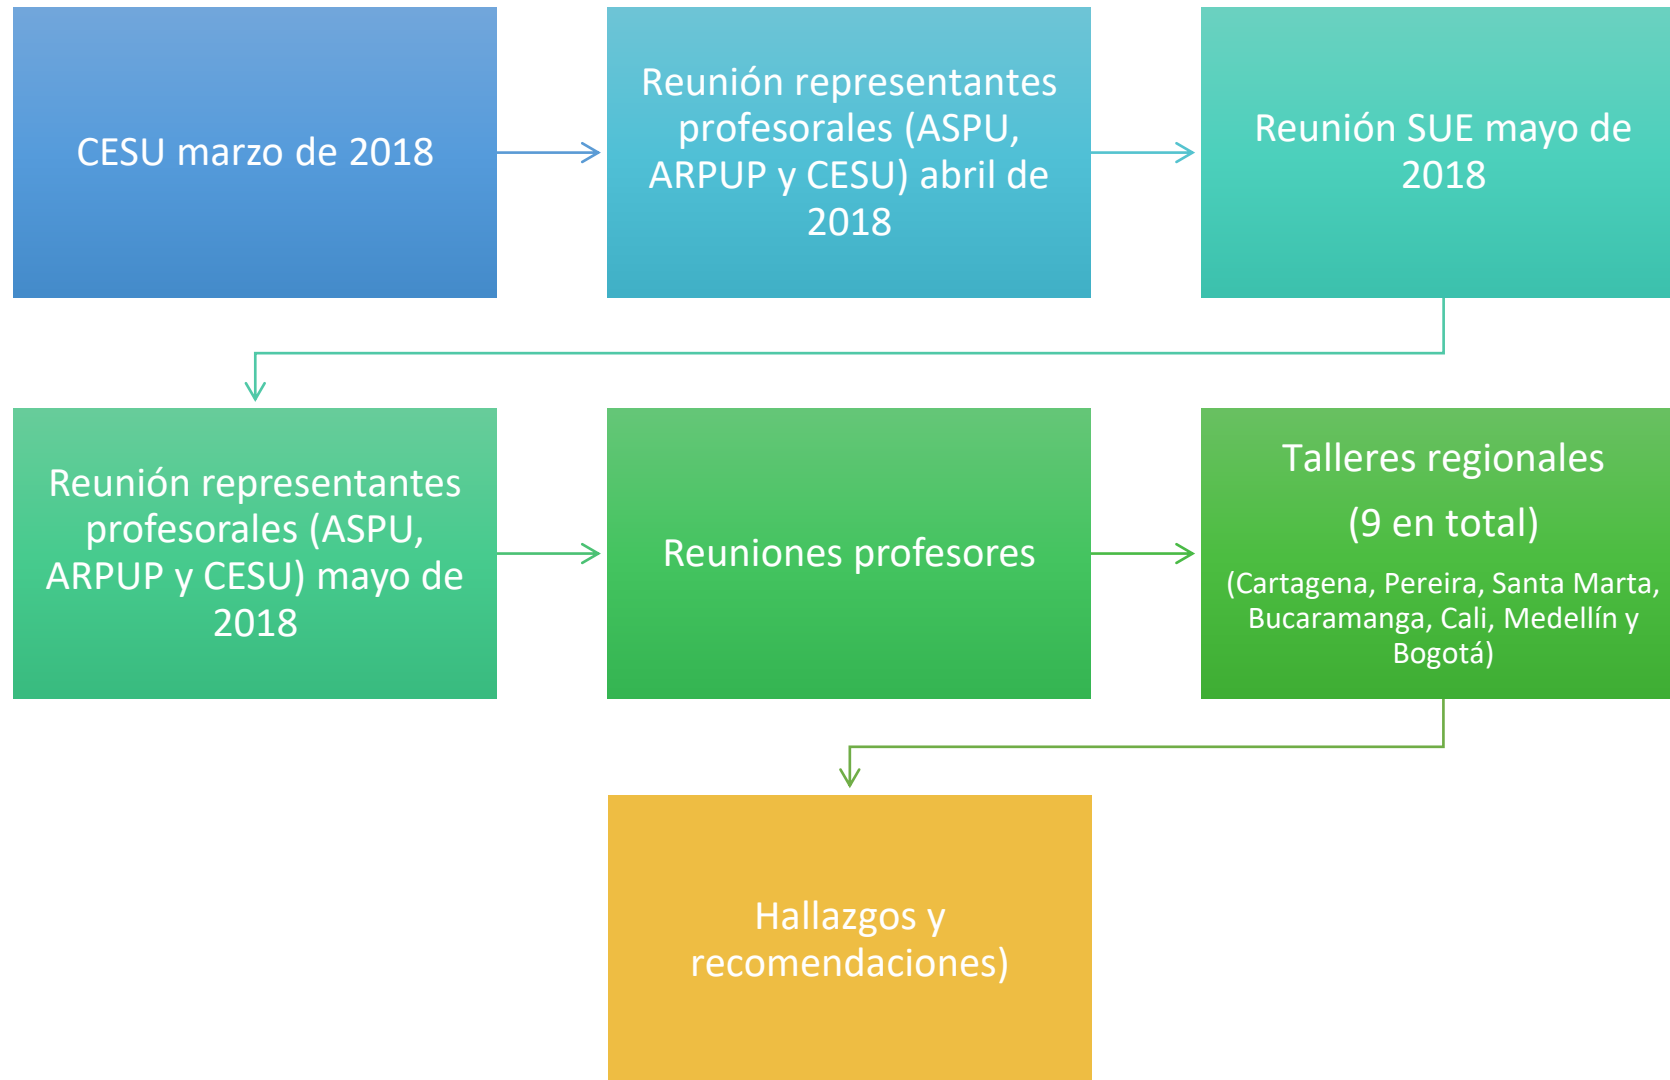 CESU marzo de 2018
Reunión representantes
profesorales (ASPU,
ARPUP y CESU) abril de
2018
Reunión SUE mayo de
2018
Reunión representantes
profesorales (ASPU,
ARPUP y CESU) mayo de
2018
Reuniones profesores
Talleres regionales
(9 en total)
(Cartagena, Pereira, Santa Marta,
Bucaramanga, Cali, Medellín y
Bogotá)
Hallazgos y
recomendaciones)